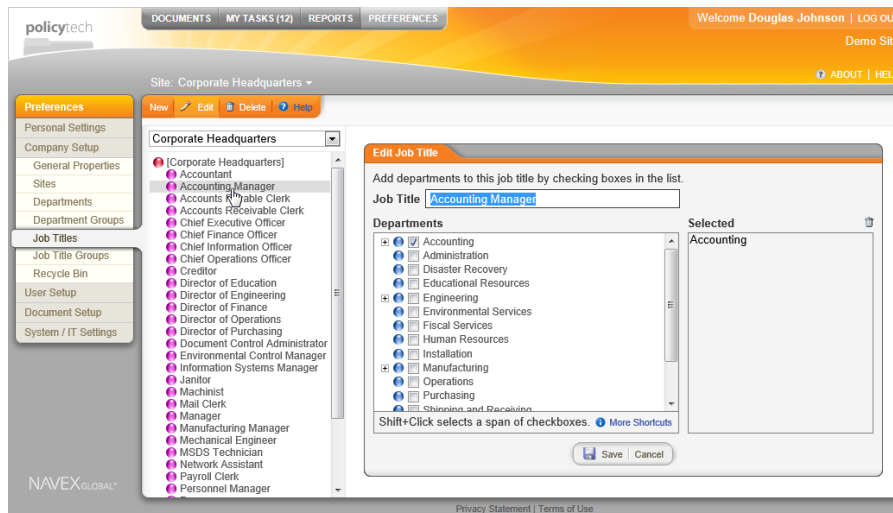 policytech
DOCUMENTS MY TASKS (12) REPORTS PREFERENCES
Welcome Douglas Johnson | LOG OU
Demo Sit
Site: Corporate Headquarters
ABOUT | HEL
Preferences
Personal Settings
Company Setup
General Properties
Sites
Departments
Department Groups
Job Titles
Job Title Groups
Recycle Bin
User Setup
Document Setup
System / IT Settings
NAVEX GLOBAL
New Edit Delete Help
Corporate Headquarters
[Corporate Headquarters]
Accountant
Accounting Manager
Accounts Clerk
Accounts Receivable Clerk
Chief Executive Officer
Chief Finance Officer
Chief Information Officer
Chief Operations Officer
Creditor
Director of Education
Director of Engineering
Director of Finance
Director of Operations
Director of Purchasing
Document Control Administrator
Environmental Control Manager
Information Systems Manager
Janitor
Machinist
Mail Clerk
Manager
Manufacturing Manager
Mechanical Engineer
MSDS Technician
Network Assistant
Payroll Clerk
Personnel Manager
Edit Job Title
Add departments to this job title by checking boxes in the list.
Job Title Accounting Manager
Departments
Accounting
Administration
Disaster Recovery
Educational Resources
Engineering
Environmental Services
Fiscal Services
Human Resources
Installation
Manufacturing
Operations
Purchasing
Shipping and Receiving
Shift+Click selects a span of checkboxes. More Shortcuts
Selected
Accounting
Save | Cancel
Privacy Statement | Terms of Use